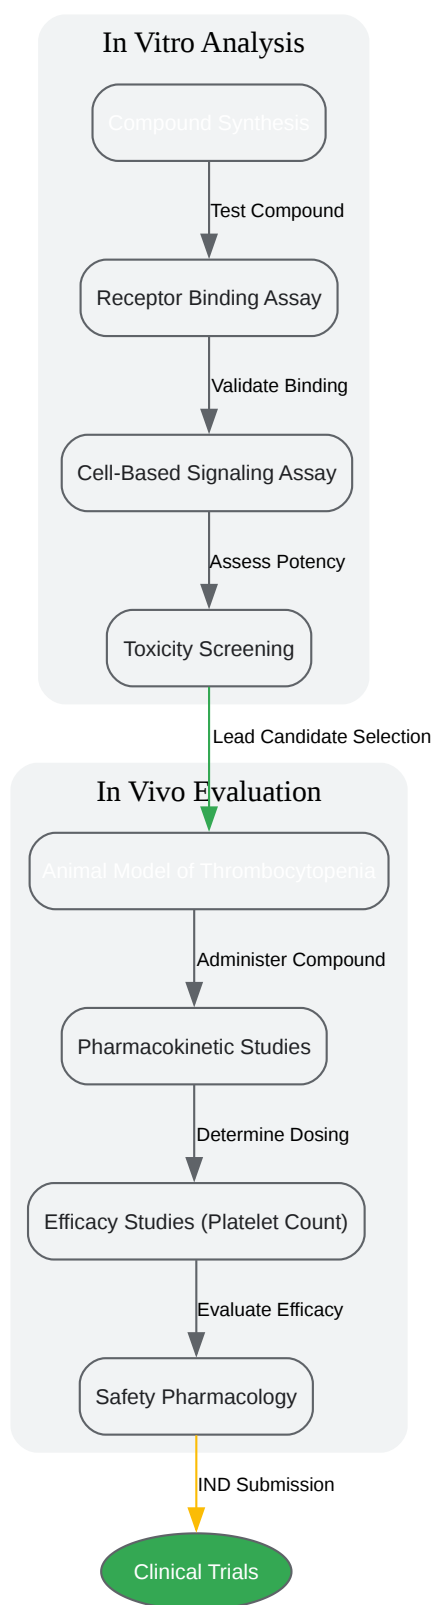 In Vitro Analysis
Compound Synthesis
Test Compound
Receptor Binding Assay
Validate Binding
Cell-Based Signaling Assay
Assess Potency
Toxicity Screening
Lead Candidate Selection
In Vivo Evaluation
Animal Model of Thrombocytopenia
Administer Compound
Pharmacokinetic Studies
Determine Dosing
Efficacy Studies (Platelet Count)
Evaluate Efficacy
Safety Pharmacology
IND Submission
Clinical Trials